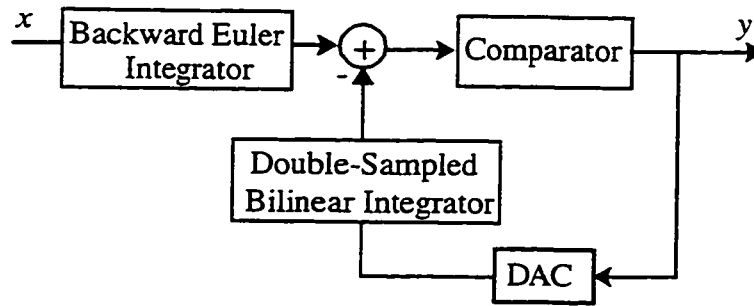 x
Backward Euler
Integrator
+
-
Comparator
y
Double-Sampled
Bilinear Integrator
DAC